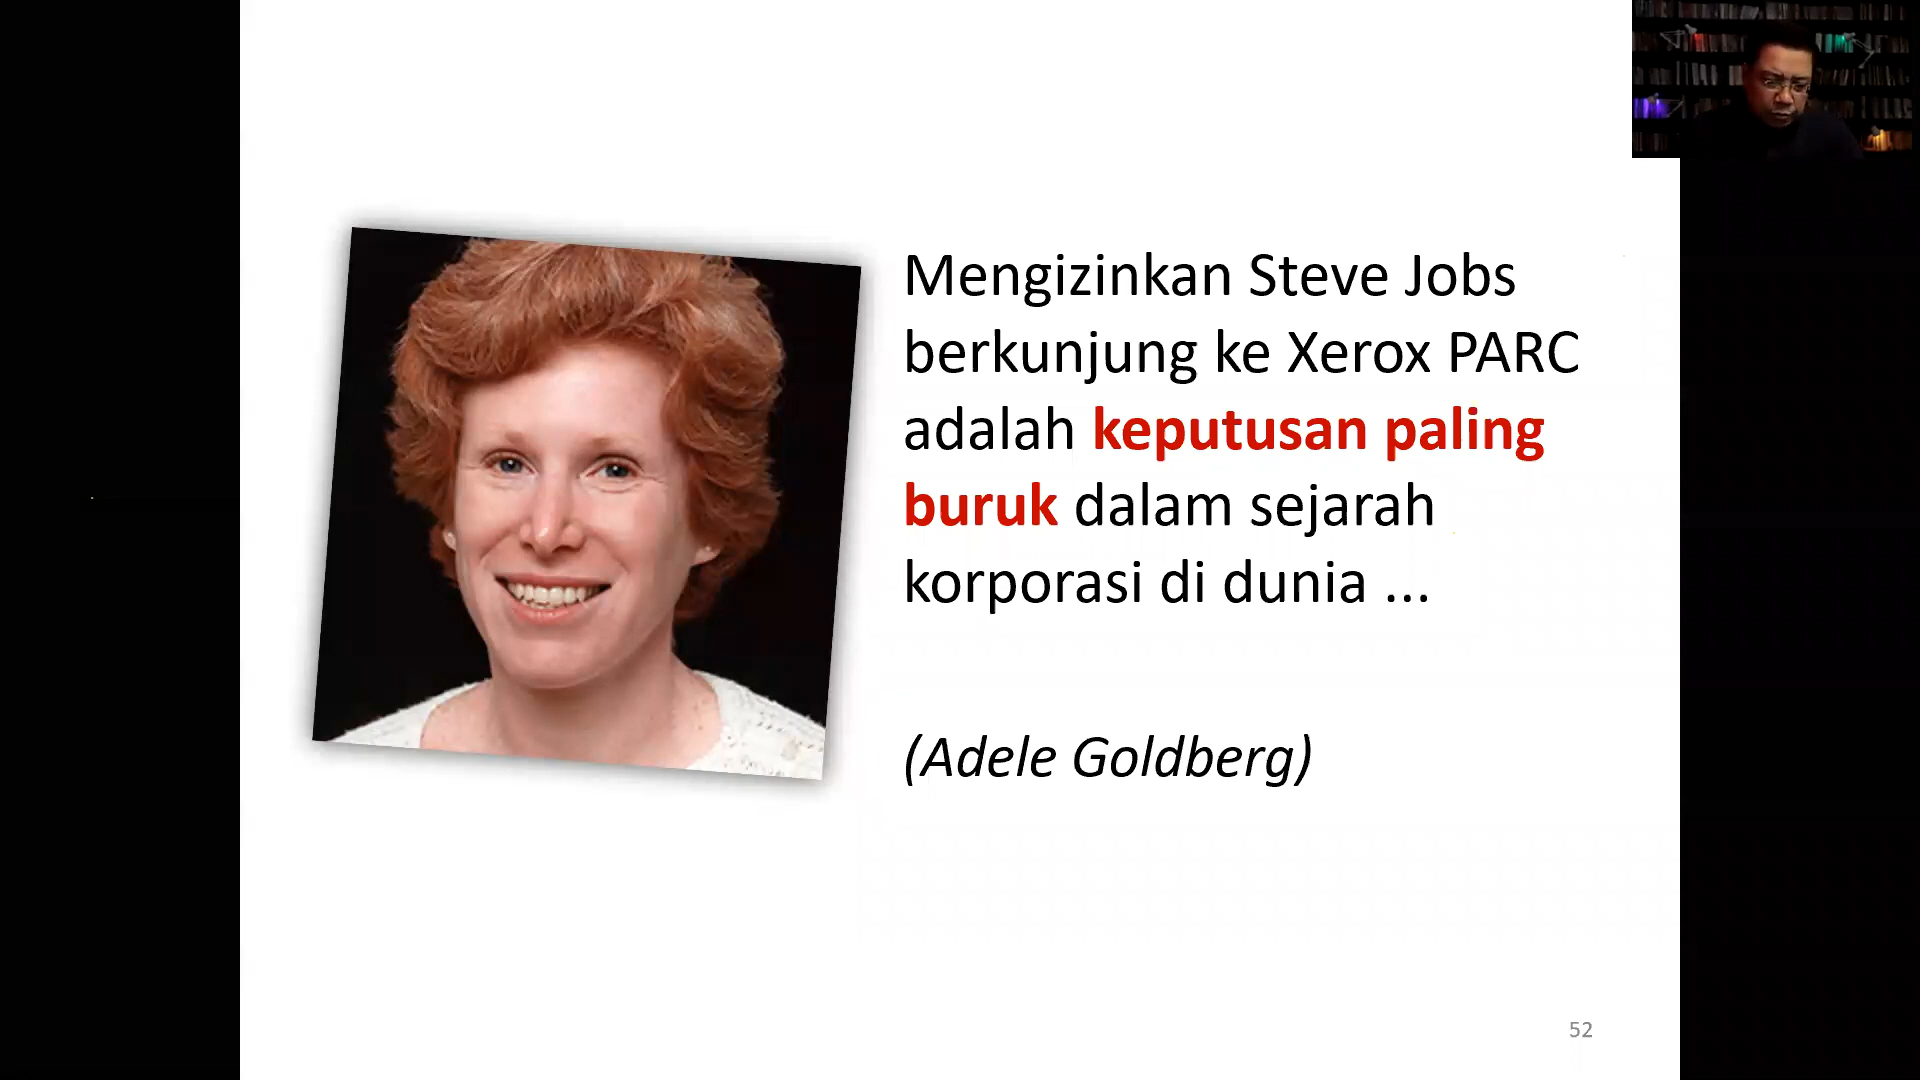 Mengizinkan Steve Jobs
berkunjung ke Xerox PARC
adalah keputusan paling
buruk dalam sejarah
korporasi di dunia ...
(Adele Goldberg)
52